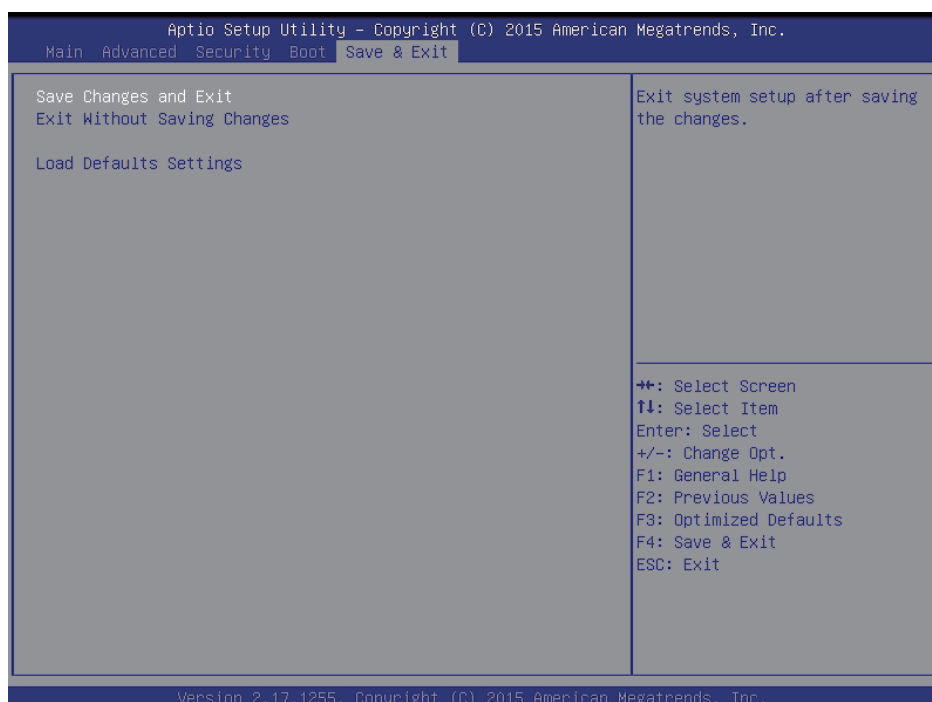 Aptio Setup Utility – Copyright (C) 2015 American Megatrends, Inc.
Main Advanced Security Boot Save & Exit
Save Changes and Exit
Exit Without Saving Changes
Load Defaults Settings
Exit system setup after saving
the changes.
→←: Select Screen
↑↓: Select Item
Enter: Select
+/-: Change Opt.
F1: General Help
F2: Previous Values
F3: Optimized Defaults
F4: Save & Exit
ESC: Exit
Version 2.17.1255. Copyright (C) 2015 American Megatrends, Inc.